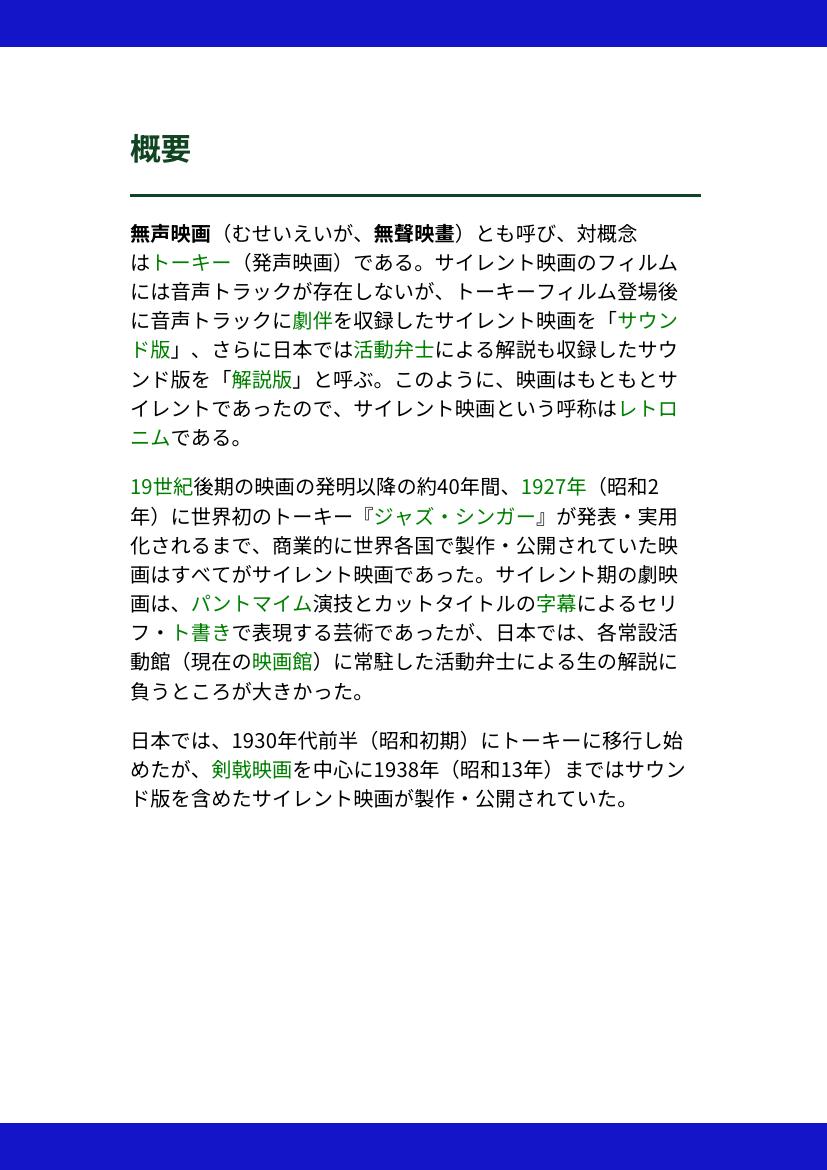 概要
無声映画（むせいえいが、無聲映畫）とも呼び、対概念
はトーキー（発声映画）である。サイレント映画のフィルム
には音声トラックが存在しないが、トーキーフィルム登場後
に音声トラックに劇伴を収録したサイレント映画を「サウン
ド版」、さらに日本では活動弁士による解説も収録したサウ
ンド版を「解説版」と呼ぶ。このように、映画はもともとサ
イレントであったので、サイレント映画という呼称はレトロ
ニムである。
19世紀後期の映画の発明以降の約40年間、1927年（昭和2
年）に世界初のトーキー『ジャズ・シンガー』が発表・実用
化されるまで、商業的に世界各国で製作・公開されていた映
画はすべてがサイレント映画であった。サイレント期の劇映
画は、パントマイム演技とカットタイトルの字幕によるセリ
フ・ト書きで表現する芸術であったが、日本では、各常設活
動館（現在の映画館）に常駐した活動弁士による生の解説に
負うところが大きかった。
日本では、1930年代前半（昭和初期）にトーキーに移行し始
めたが、剣戟映画を中心に1938年（昭和13年）まではサウン
ド版を含めたサイレント映画が製作・公開されていた。